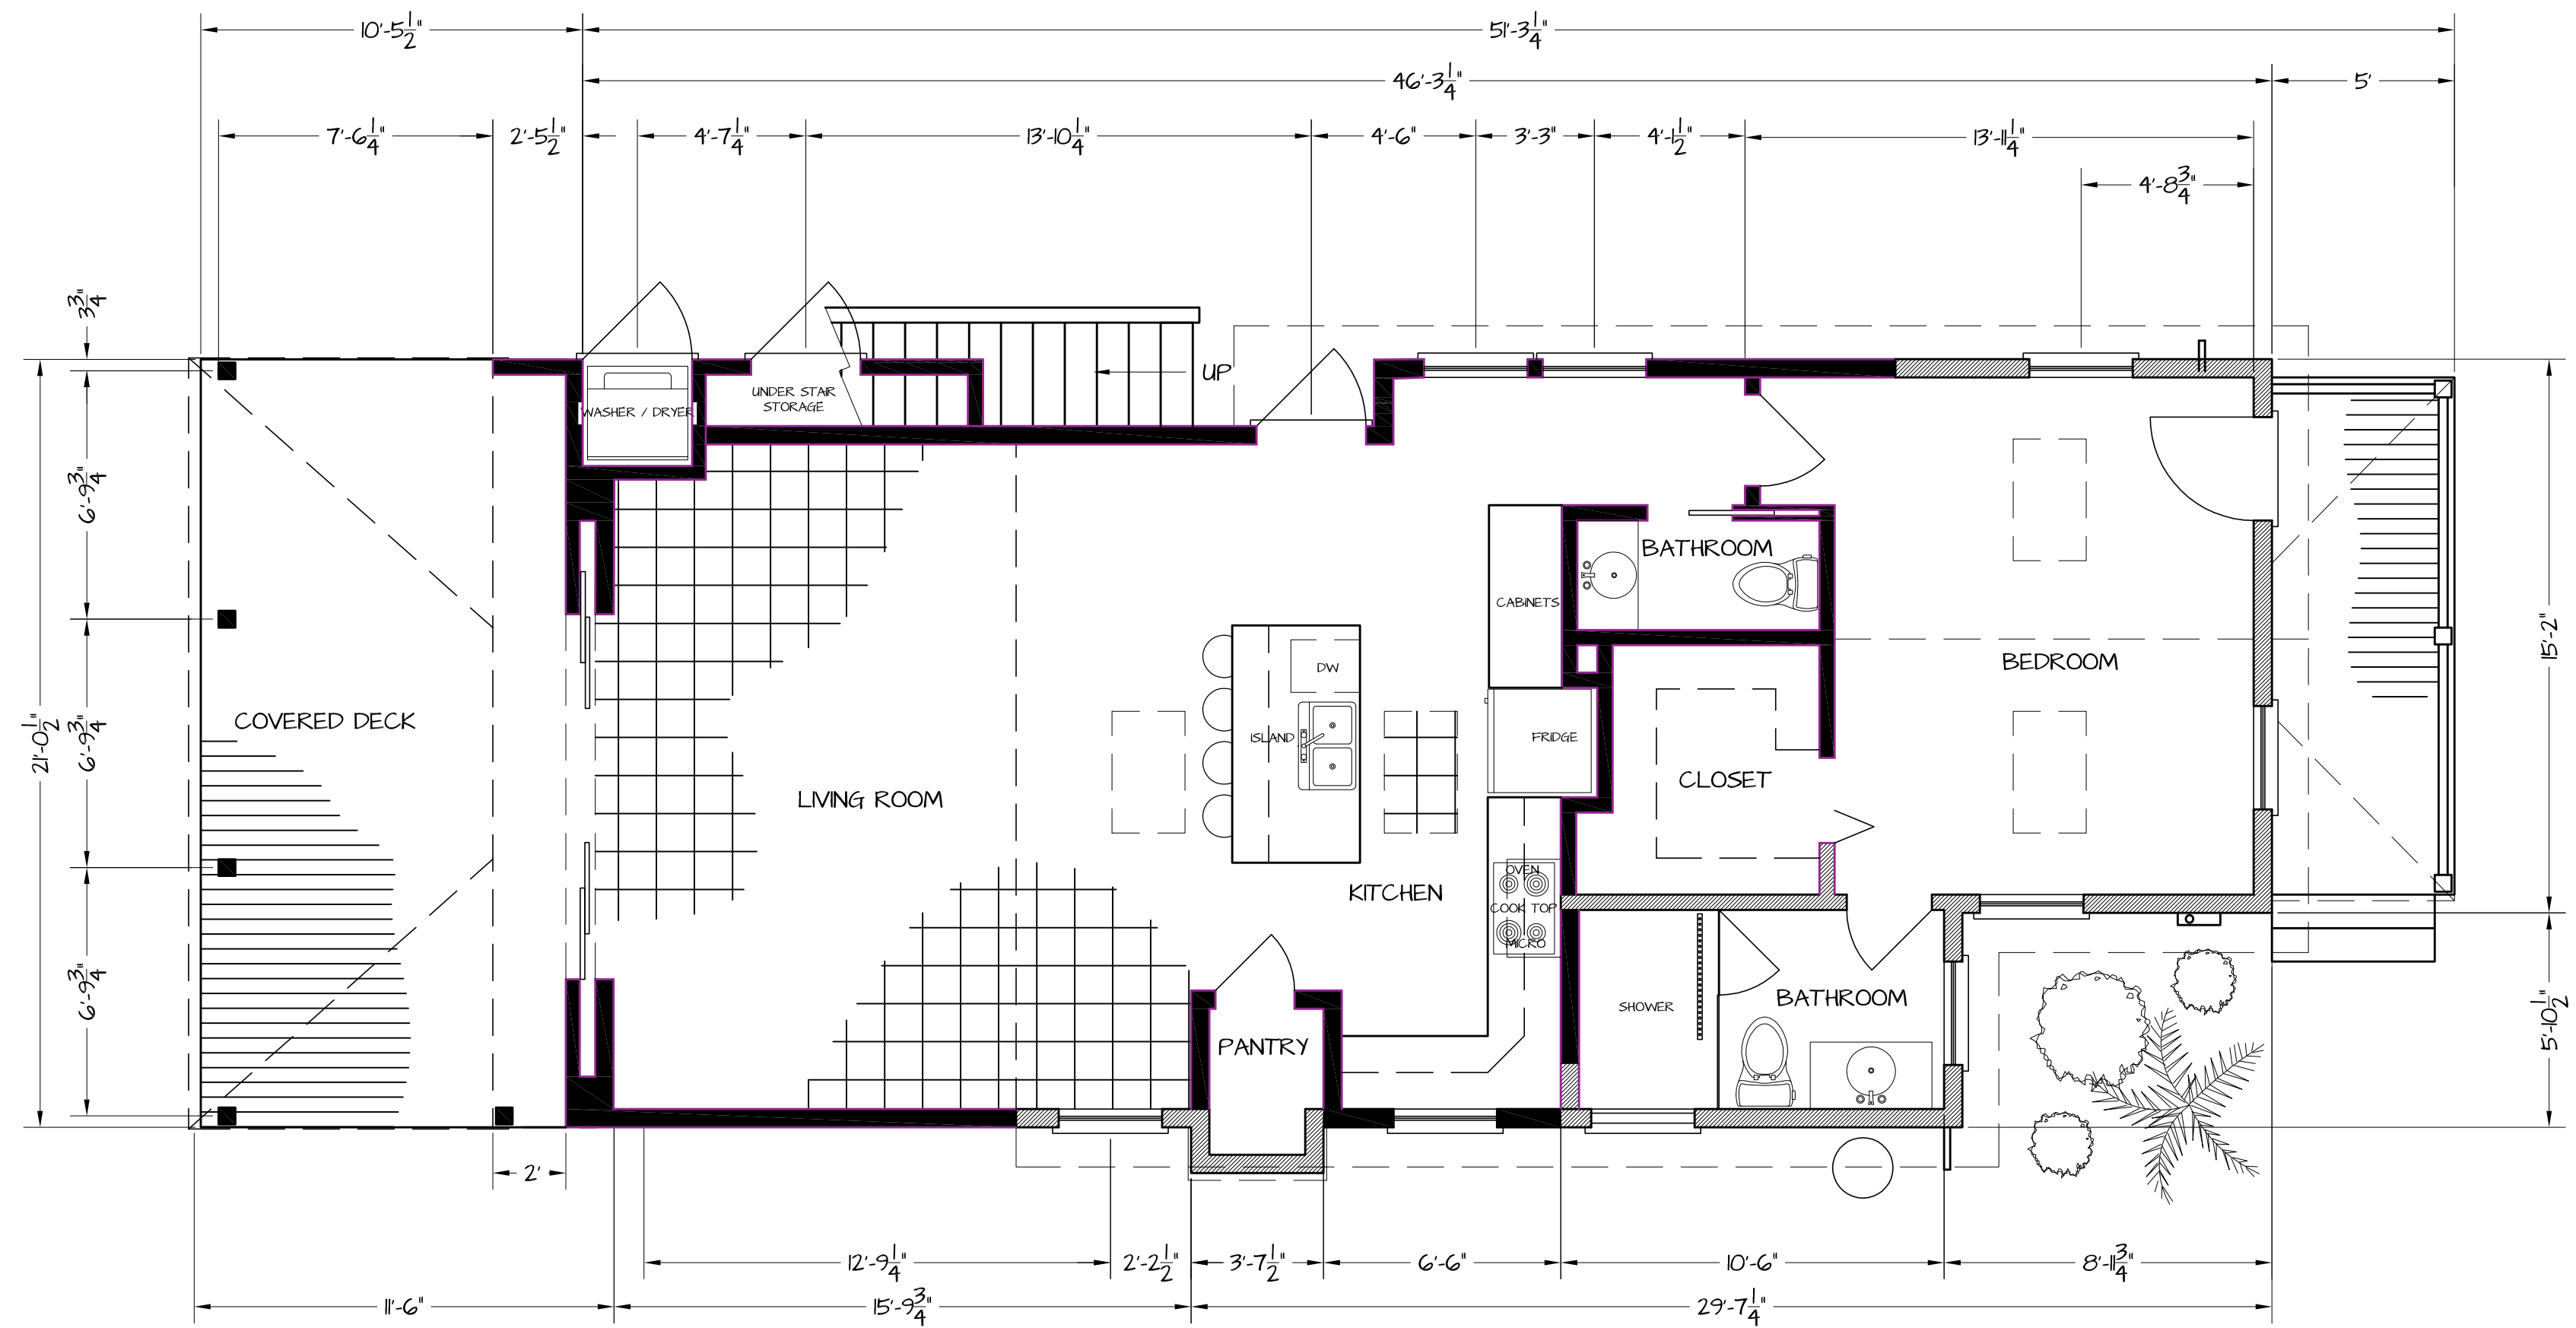 10'-5 1/2"
51'-3 1/4"
46'-3 1/4"
5'
7'-6 1/4"
2'-5 1/2"
4'-7 1/4"
13'-10 1/4"
4'-6"
3'-3"
4'-1 1/2"
13'-11 1/4"
4'-8 3/4"
3 3/4"
6'-9 3/4"
6'-9 3/4"
6'-9 3/4"
21'-0 1/2"
15'-2"
5'-10 1/2"
UP
WASHER / DRYER
UNDER STAIR
STORAGE
BATHROOM
CABINETS
DW
BEDROOM
COVERED DECK
ISLAND
FRIDGE
CLOSET
LIVING ROOM
OVEN
KITCHEN
COOK TOP
MICRO
SHOWER
BATHROOM
PANTRY
2'
12'-9 1/4"
2'-2 1/2"
3'-7 1/2"
6'-6"
10'-6"
8'-11 3/4"
11'-6"
15'-9 3/4"
29'-7 1/4"